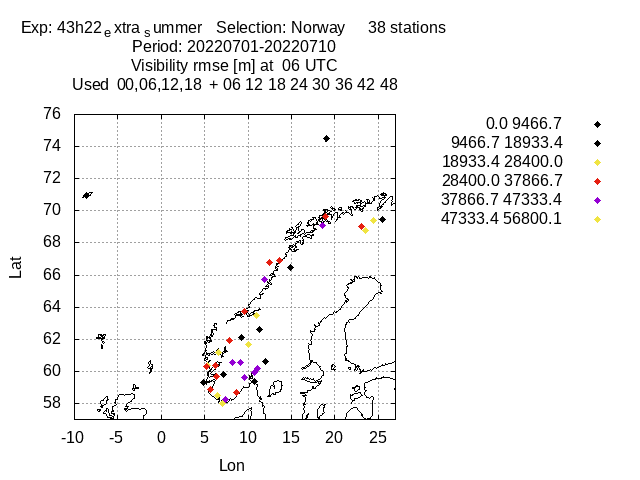 Exp: 43h22 e xtra s ummer Selection: Norway 38 stations
Period: 20220701-20220710
Visibility rmse [m] at 06 UTC
Used 00,06,12,18 + 06 12 18 24 30 36 42 48
76
74
72
70
68
66
64
62
60
58
Lat
-10 -5 0 5 10 15 20 25
Lon
0.0 9466.7
9466.7 18933.4
18933.4 28400.0
28400.0 37866.7
37866.7 47333.4
47333.4 56800.1